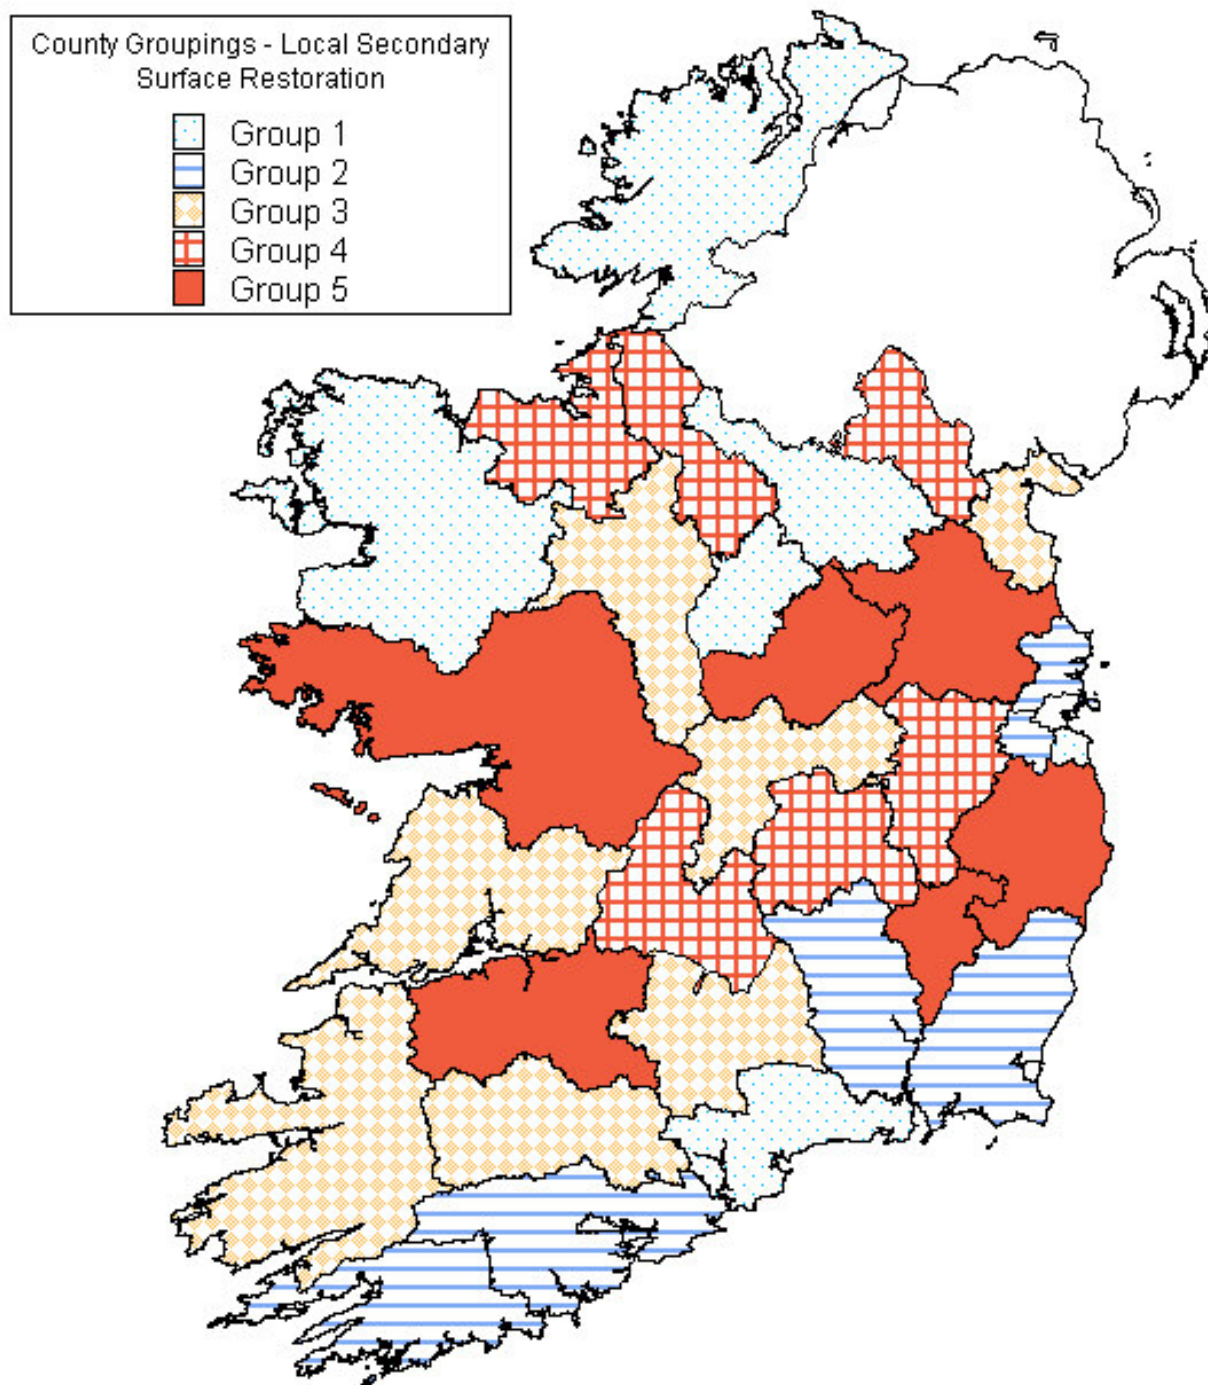 County Groupings - Local Secondary
Surface Restoration
Group 1
Group 2
Group 3
Group 4
Group 5